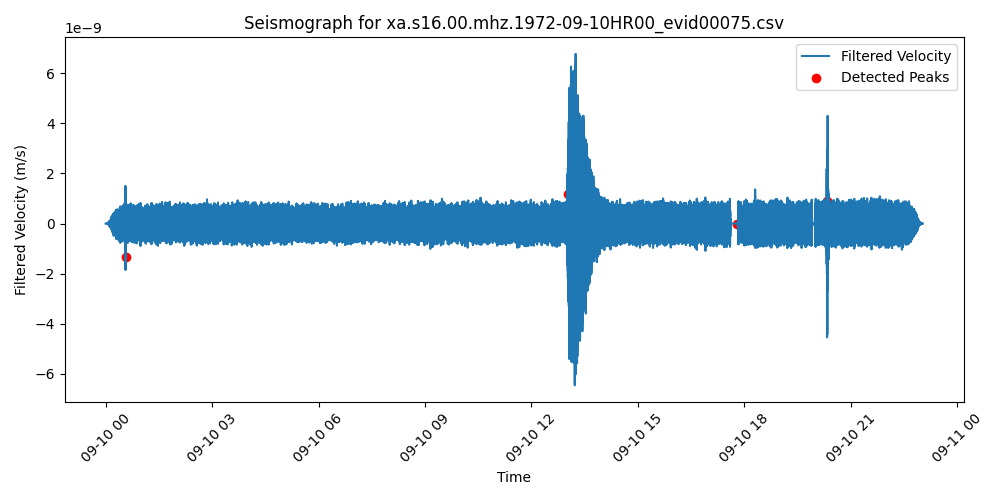 Seismograph for xa.s16.00.mhz.1972-09-10HR00_evid00075.csv
1e−9
Filtered Velocity
Detected Peaks
6
4
2
0
−2
−4
−6
Filtered Velocity (m/s)
09-10 00
09-10 03
09-10 06
09-10 09
09-10 12
09-10 15
09-10 18
09-10 21
09-11 00
Time